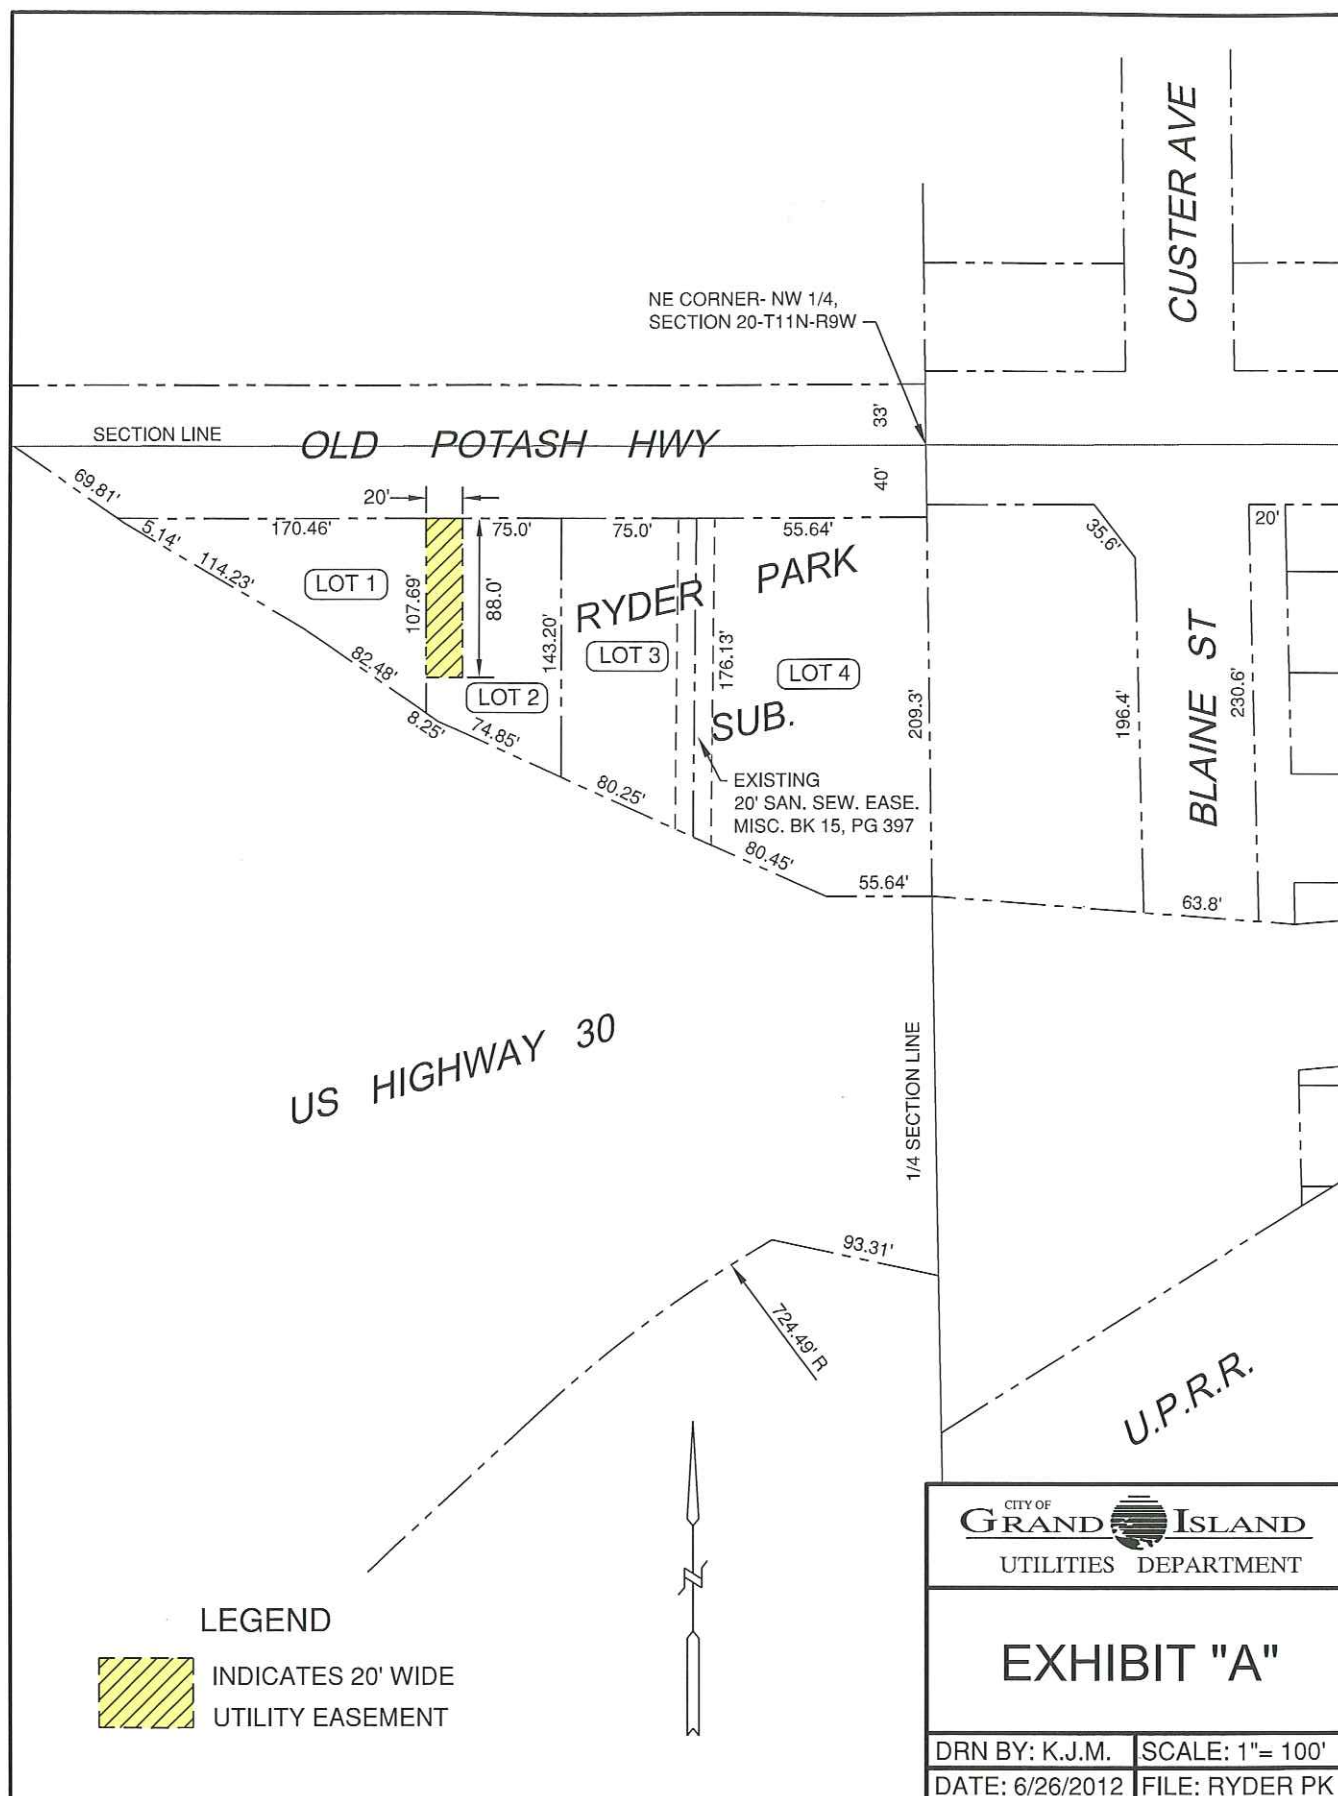 CUSTER AVE
NE CORNER- NW 1/4,
SECTION 20-T11N-R9W
33'
SECTION LINE
OLD POTASH HWY
40'
69.81'
20'
5.14'
170.46'
75.0'
75.0'
55.64'
35.6'
20'
114.23'
LOT 1
107.69'
88.0'
143.20'
RYDER PARK
LOT 3
176.13'
LOT 4
82.48'
LOT 2
SUB.
209.3'
196.4'
BLAINE ST
230.6'
8.25'
74.85'
80.25'
EXISTING
20' SAN. SEW. EASE.
MISC. BK 15, PG 397
80.45'
55.64'
63.8'
US HIGHWAY 30
1/4 SECTION LINE
93.31'
724.49' R
U.P.R.R.
N
LEGEND
INDICATES 20' WIDE
UTILITY EASEMENT
CITY OF
GRAND ISLAND
UTILITIES DEPARTMENT
EXHIBIT "A"
DRN BY: K.J.M.
SCALE: 1"= 100'
DATE: 6/26/2012
FILE: RYDER PK